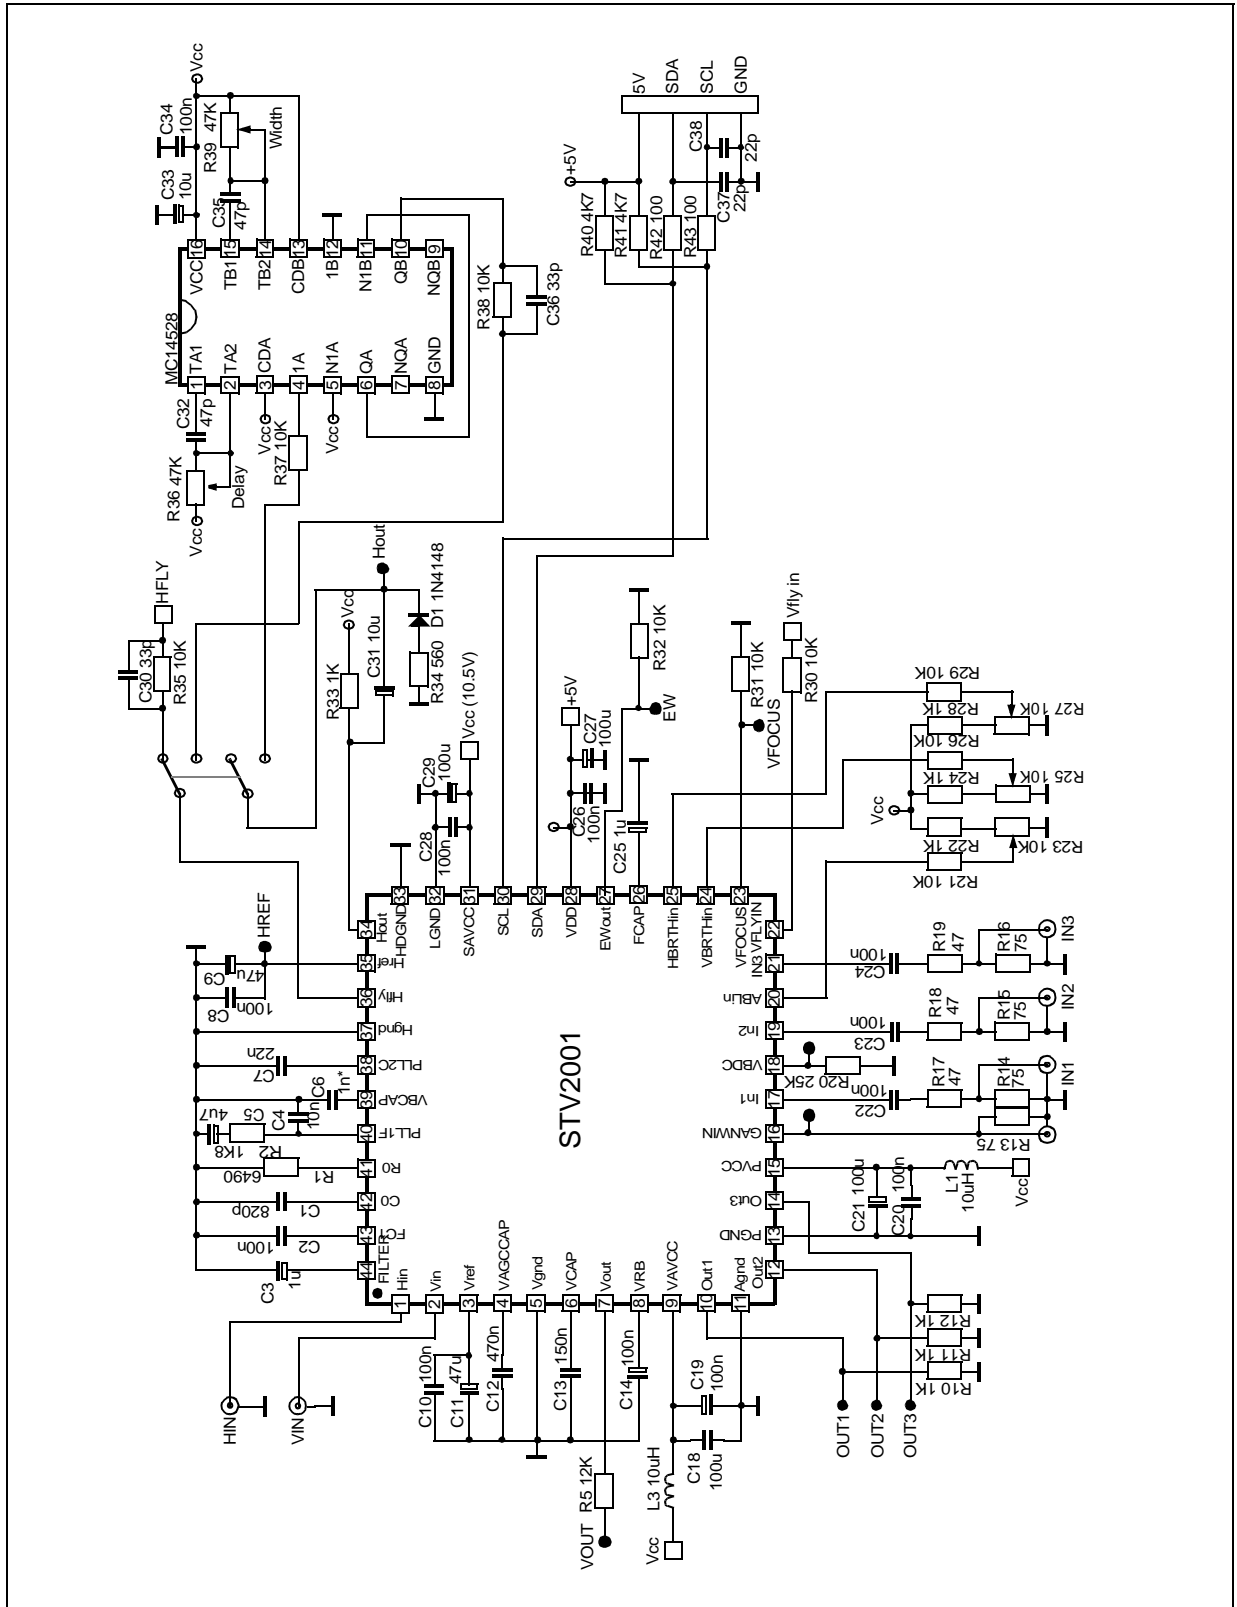 Vcc
C34
100n
C33
10u
R39 47K
Width
C35
47p
MC14528
VCC 16
TB1 15
TB2 14
CDB 13
1B 12
N1B 11
QB 10
NQB 9
1 TA1
2 TA2
3 CDA
4 1A
5 N1A
6 QA
7 NQA
8 GND
C32
47p
R36 47K
Delay
Vcc
Vcc
Vcc
R37 10K
R38 10K
C36 33p
5V
SDA
SCL
GND
+5V
R40 4K7
R41 4K7
R42 100
R43 100
C38
22p
C37
22p
HFLY
C30 33p
R35 10K
Hout
Vcc
R33 1K
C31 10u
D1 1N4148
R34 560
Vcc (10.5V)
C29
100u
C28
100n
+5V
C27
100u
C26
100n
R32 10K
EW
C25 1u
R31 10K
VFOCUS
Vfly in
R30 10K
R29 10K
R28 1K
R27 10K
R26 10K
R24 1K
R25 10K
Vcc
R22 1K
R23 10K
R21 10K
HREF
C9
47u
C8
100n
22n
C7
C6
1n*
4u7
C5
C4
10n
1K8
R2
6490
R1
820p
C1
100n
C2
C3
1u
STV2001
34 Hout
33 HDGND
32 LGND
31 SAVCC
30 SCL
29 SDA
28 VDD
27 EWout
26 FCAP
25 HBRTHin
24 VBRTHin
23 VFOCUS
22 VFLYIN
21 IN3
20 ABLin
19 In2
18 VBDC
17 In1
16 GANWIN
15 PVCC
14 Out3
13 PGND
12 Out2
35 Href
36 Hfly
37 Hgnd
38 PLL2C
39 VBCAP
40 PLL1F
41 R0
42 C0
43 FC1
44 FILTER
1 Hin
2 Vin
3 Vref
4 VAGCCAP
5 Vgnd
6 VCAP
7 Vout
8 VRB
9 VAVCC
10 Out1
11 Agnd
100n
C24
R19
47
R16
75
IN3
100n
C23
R18
47
R15
75
IN2
R20 25K
100n
C22
R17
47
R14
75
IN1
R13 75
C21 100u
C20
100n
L1
10uH
Vcc
R12 1K
R11 1K
R10 1K
OUT1
OUT2
OUT3
HIN
VIN
C10
100n
C11
47u
C12
470n
C13
150n
C14
100n
C19
100n
C18
100u
R5 12K
VOUT
L3 10uH
Vcc